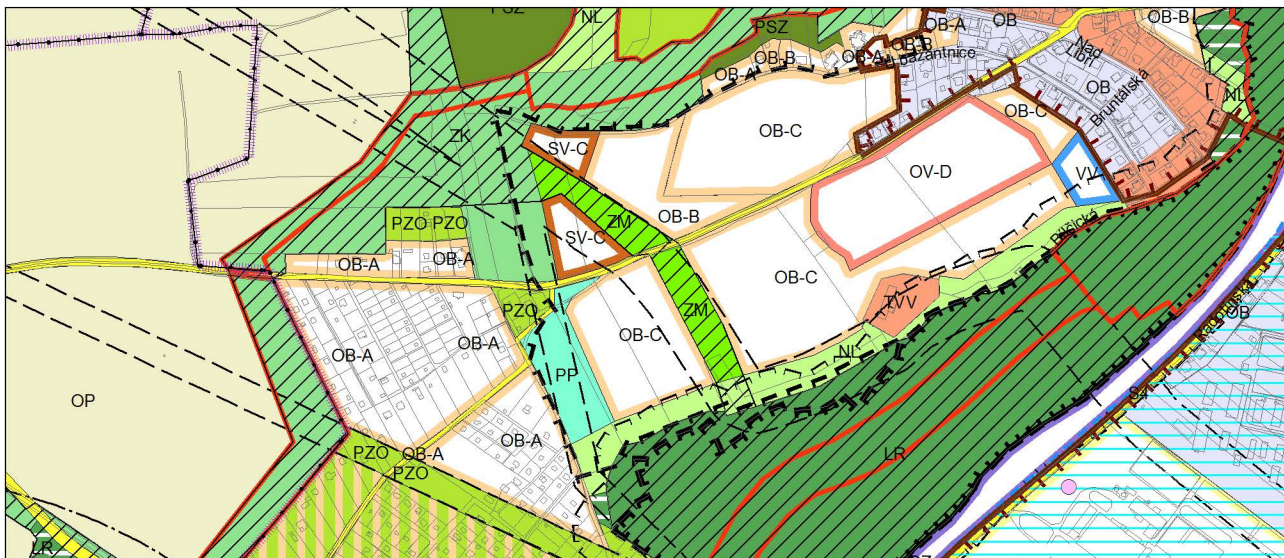 PSZ
NL
PSZ
OB-A
OB
OB-B
OB-A
OB-B
OB-A
OB-B
Bažantnice
Nad
Libří
OB
Bruntálská
NL
OB-C
OB-C
ZK
SV-C
OV-D
VV
PZO
PZO
ZM
SV-C
OB-B
OB-A
OB-A
OB-C
PZO
OB-C
ZM
TVV
OB
OB-A
OB-A
NL
PP
OP
S4
OB-A
PZO
OB-A
PZO
LR
LR